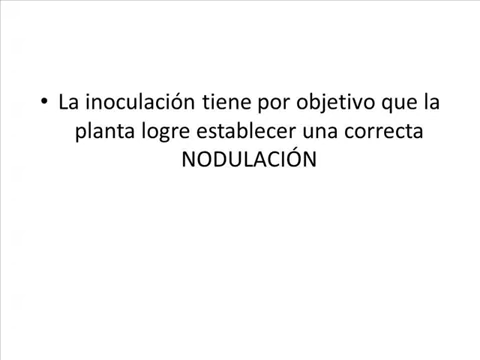 • La inoculación tiene por objetivo que la
planta logre establecer una correcta
NODULACIÓN